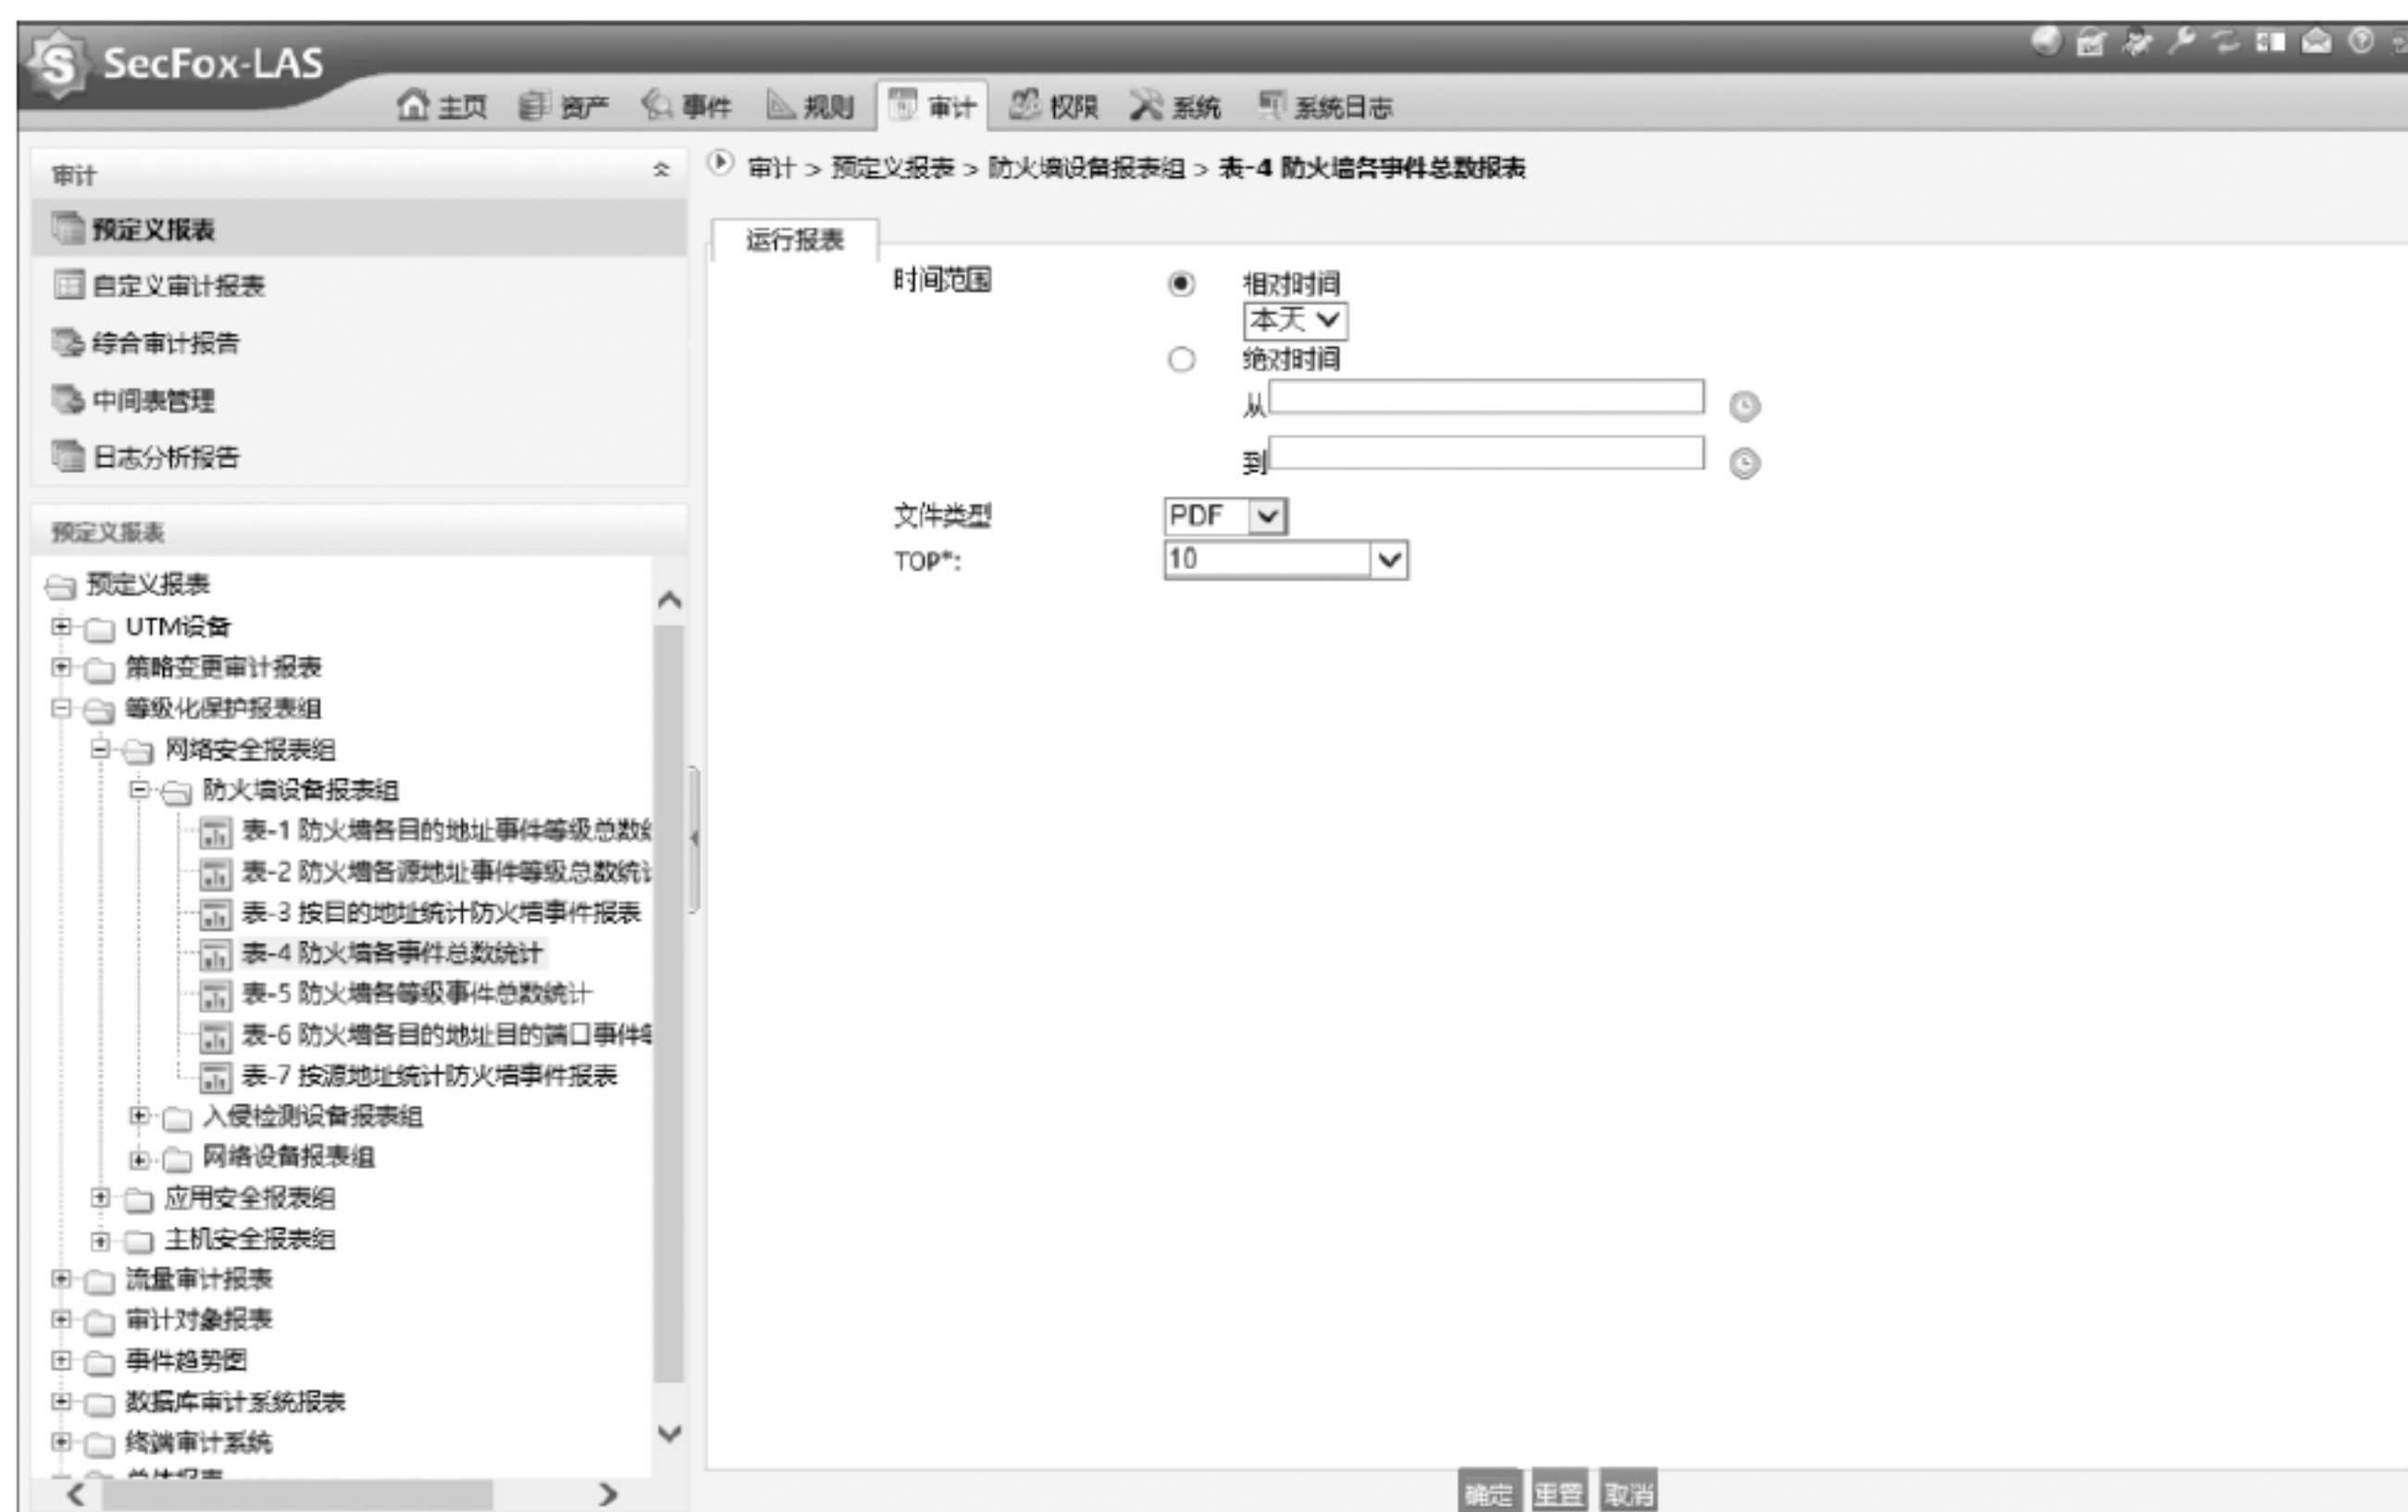 SecFox-LAS
主页 资产 事件 规则 审计 权限 系统 系统日志
审计
预定义报表
自定义审计报表
综合审计报告
中间表管理
日志分析报告
预定义报表
预定义报表
UTM设备
策略变更审计报表
等级化保护报表组
网络安全报表组
防火墙设备报表组
表-1 防火墙各目的地址事件等级总数
表-2 防火墙各源地址事件等级总数统
表-3 按目的地址统计防火墙事件报表
表-4 防火墙各事件总数统计
表-5 防火墙各等级事件总数统计
表-6 防火墙各目的地址目的端口事件
表-7 按源地址统计防火墙事件报表
入侵检测设备报表组
网络设备报表组
应用安全报表组
主机安全报表组
流量审计报表
审计对象报表
事件趋势图
数据库审计系统报表
终端审计系统
总体报表
审计 > 预定义报表 > 防火墙设备报表组 > 表-4 防火墙各事件总数报表
运行报表
时间范围
相对时间
本天
绝对时间
从
到
文件类型 PDF
TOP*: 10
确定 重置 取消